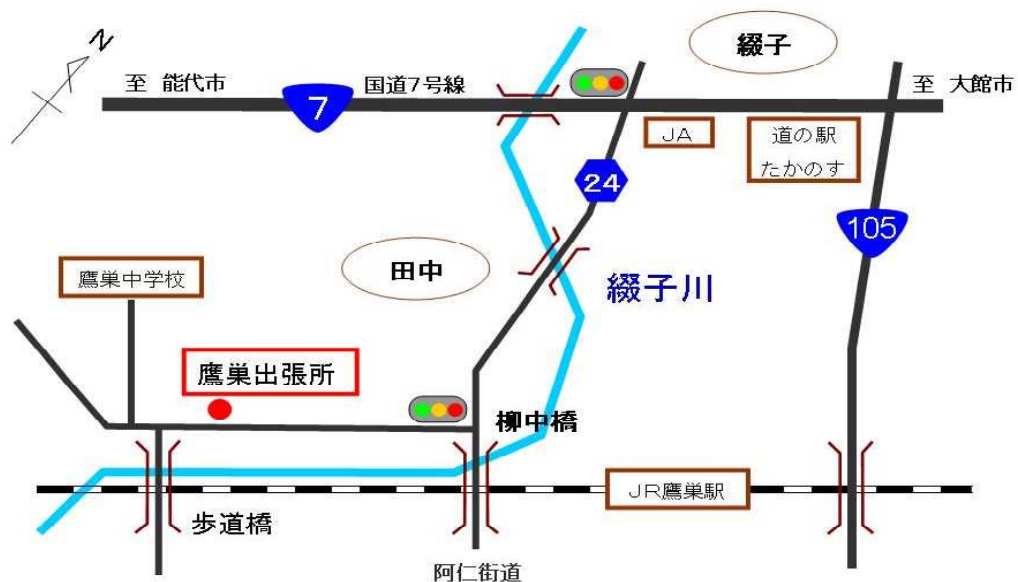 N
綴子
至 能代市
国道7号線
至 大館市
7
JA
道の駅
たかのす
24
105
田中
綴子川
鷹巣中学校
鷹巣出張所
柳中橋
JR鷹巣駅
歩道橋
阿仁街道